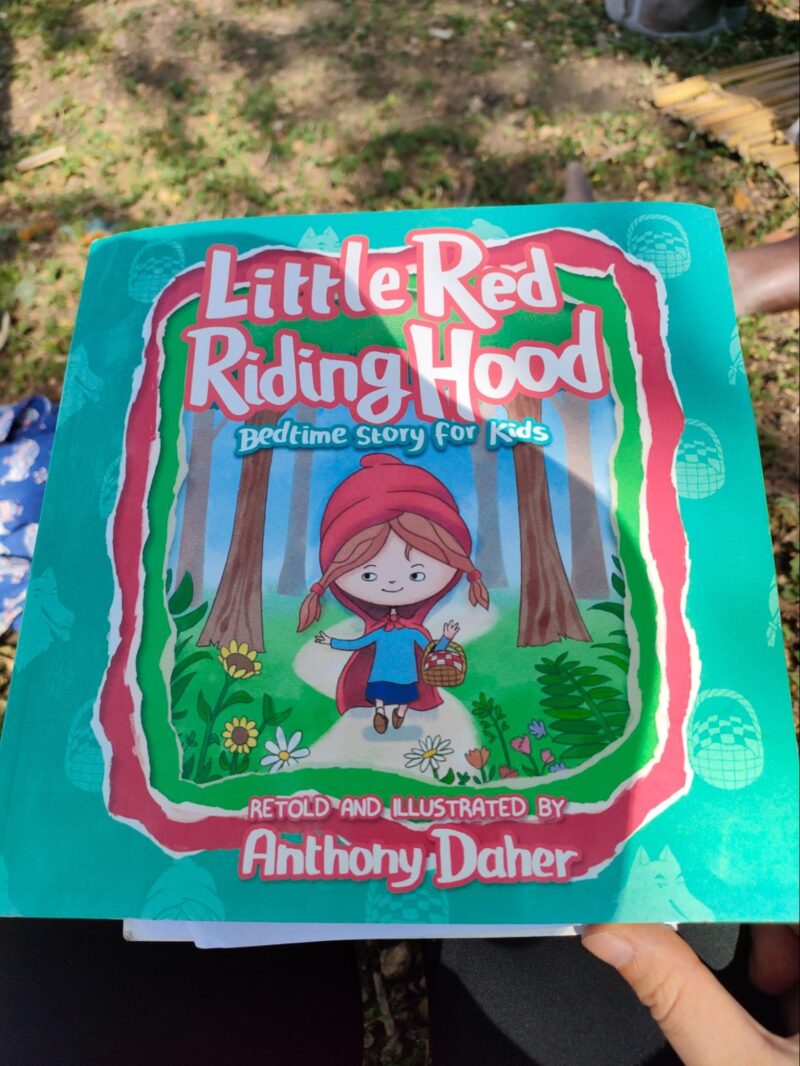 Little Red
Riding Hood
Bedtime Story for Kids
RETOLD AND ILLUSTRATED BY
Anthony Daher